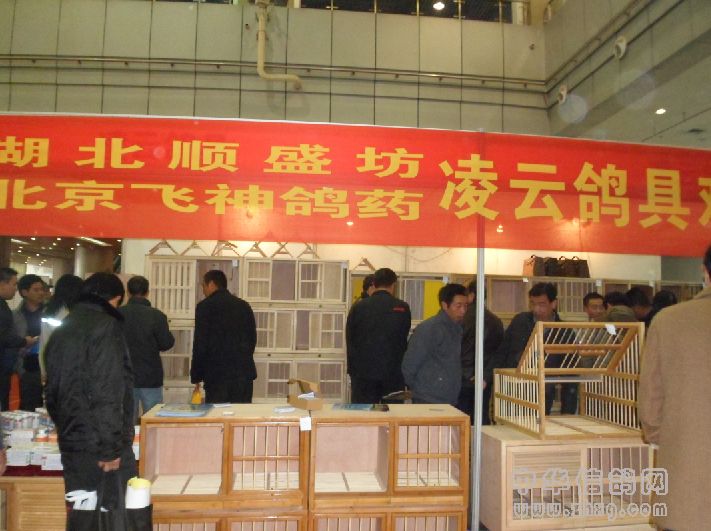 湖北顺盛坊
北京飞神鸽药
凌云鸽具
中华信鸽网